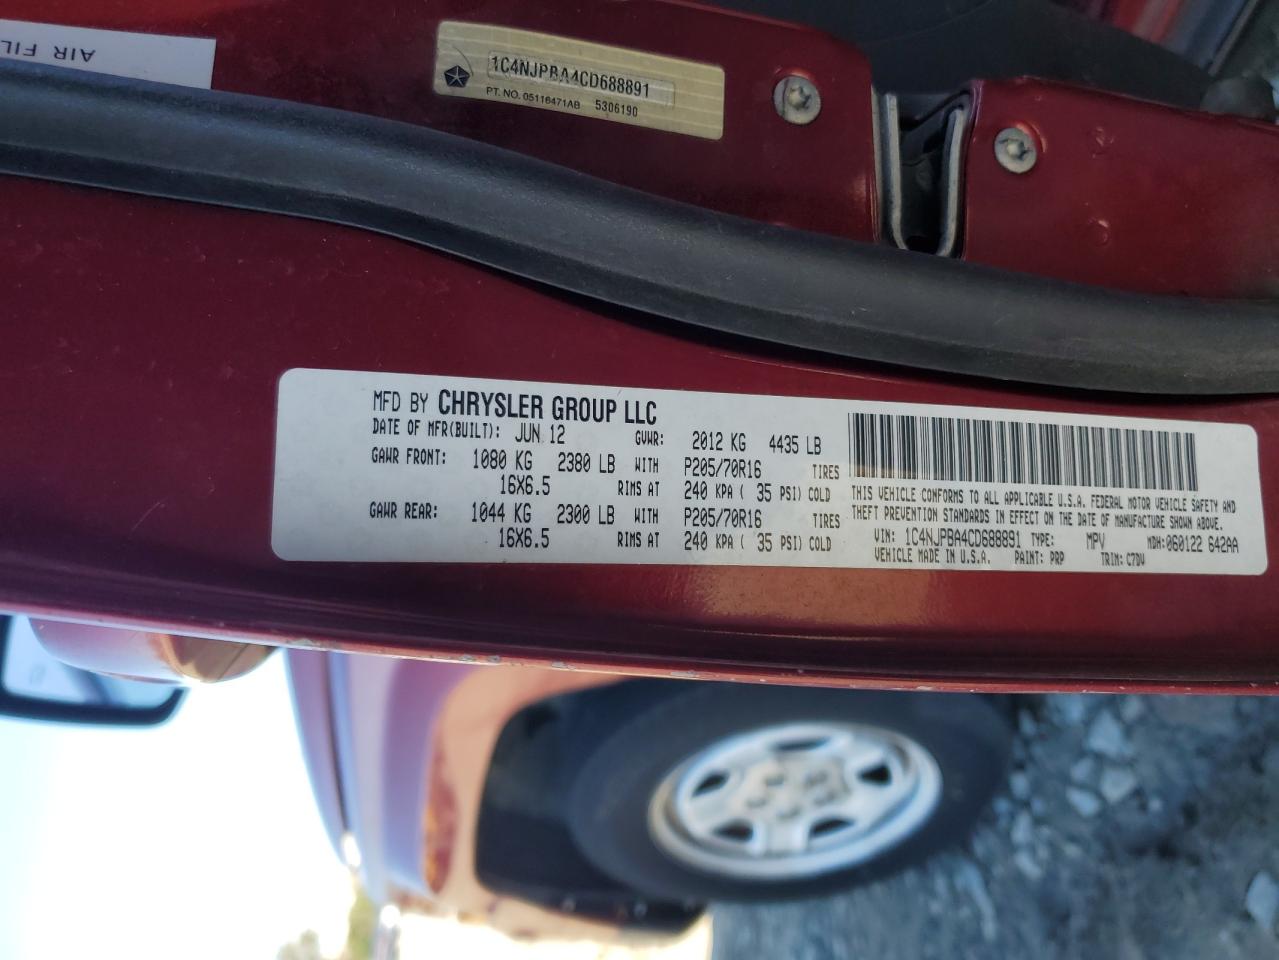 AIR FIL
1C4NJPBA4CD688891
PT. NO. 05116471AB 5306190
MFD BY CHRYSLER GROUP LLC
DATE OF MFR(BUILT): JUN 12 GVWR: 2012 KG 4435 LB
GAWR FRONT: 1080 KG 2380 LB WITH P205/70R16 TIRES
16X6.5 RIMS AT 240 KPA ( 35 PSI) COLD
GAWR REAR: 1044 KG 2300 LB WITH P205/70R16 TIRES
16X6.5 RIMS AT 240 KPA ( 35 PSI) COLD
THIS VEHICLE CONFORMS TO ALL APPLICABLE U.S.A. FEDERAL MOTOR VEHICLE SAFETY AND
THEFT PREVENTION STANDARDS IN EFFECT ON THE DATE OF MANUFACTURE SHOWN ABOVE.
VIN: 1C4NJPBA4CD688891 TYPE: MPV MDH: 060122 642AA
VEHICLE MADE IN U.S.A. PAINT: PRP TRIM: C7DV